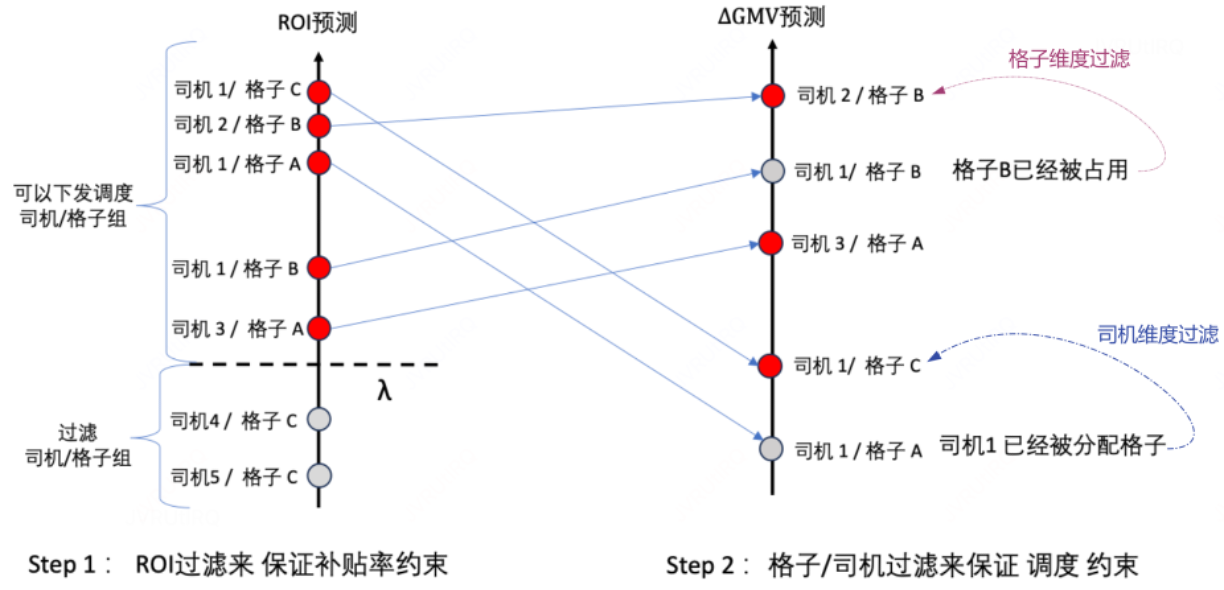 ROI预测
司机 1/ 格子 C
司机 2 / 格子 B
司机 1 / 格子 A
可以下发调度
司机/格子组
司机 1 / 格子 B
司机 3 / 格子 A
λ
司机4 / 格子 C
过滤
司机/格子组
司机5 / 格子 C
Step 1： ROI过滤来 保证补贴率约束
ΔGMV预测
格子维度过滤
司机 2 / 格子 B
司机 1/ 格子 B
格子B已经被占用
司机 3 / 格子 A
司机维度过滤
司机 1/ 格子 C
司机 1 / 格子 A
司机1 已经被分配格子
Step 2： 格子/司机过滤来保证 调度 约束